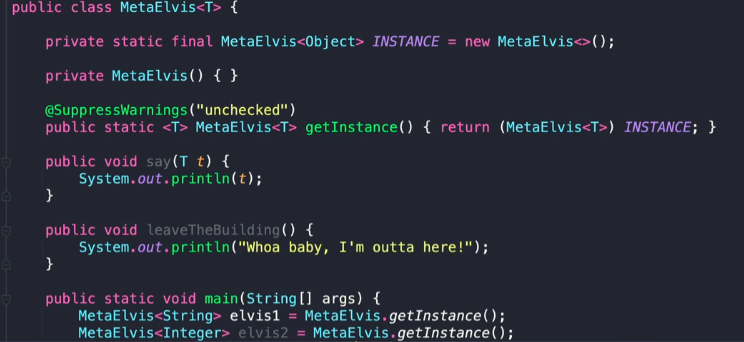 public class MetaElvis<T> {
private static final MetaElvis<Object> INSTANCE = new MetaElvis<>();
private MetaElvis() { }
@SuppressWarnings("unchecked")
public static <T> MetaElvis<T> getInstance() { return (MetaElvis<T>) INSTANCE; }
public void say(T t) {
System.out.println(t);
}
public void leaveTheBuilding() {
System.out.println("Whoa baby, I'm outta here!");
}
public static void main(String[] args) {
MetaElvis<String> elvis1 = MetaElvis.getInstance();
MetaElvis<Integer> elvis2 = MetaElvis.getInstance();